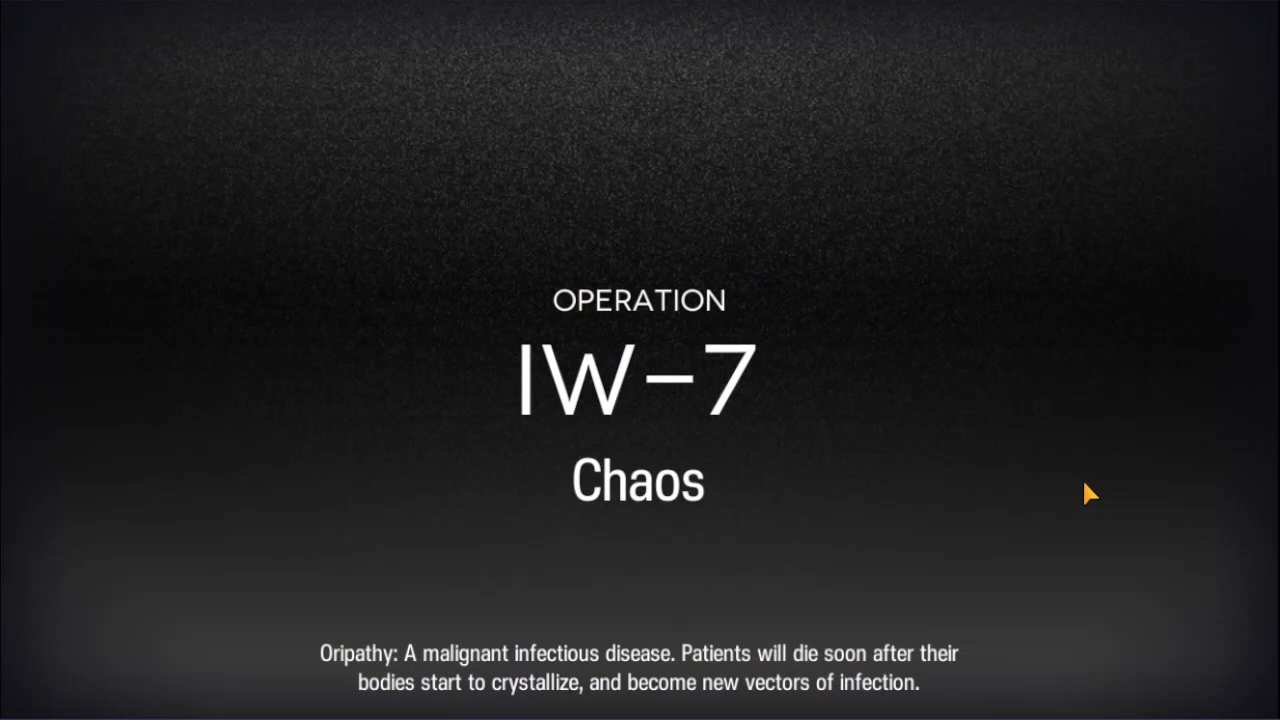 OPERATION
IW-7
Chaos
Oripathy: A malignant infectious disease. Patients will die soon after their
bodies start to crystallize, and become new vectors of infection.